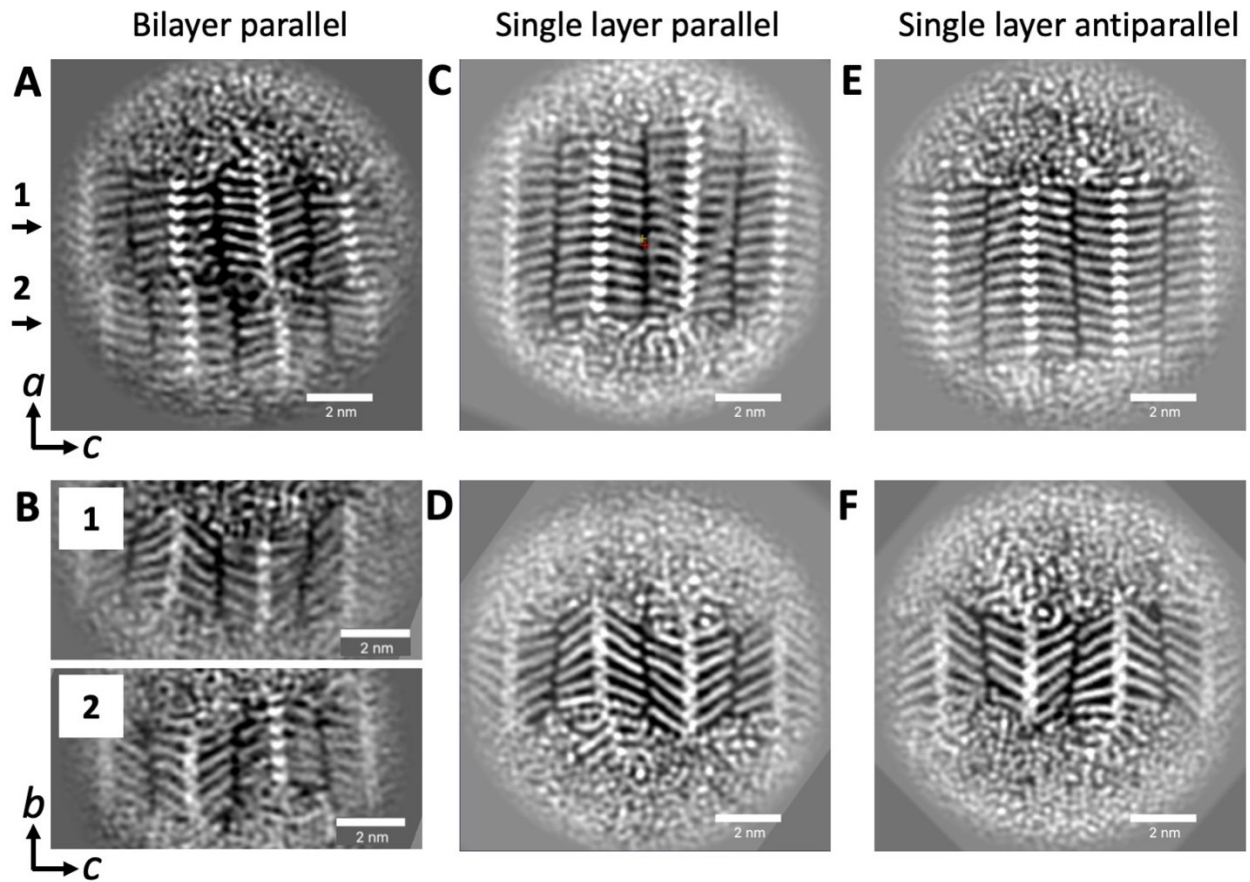 Bilayer parallel
Single layer parallel
Single layer antiparallel
A
C
E
1
2
a
c
2 nm
2 nm
2 nm
B
1
D
F
2 nm
2
b
c
2 nm
2 nm
2 nm